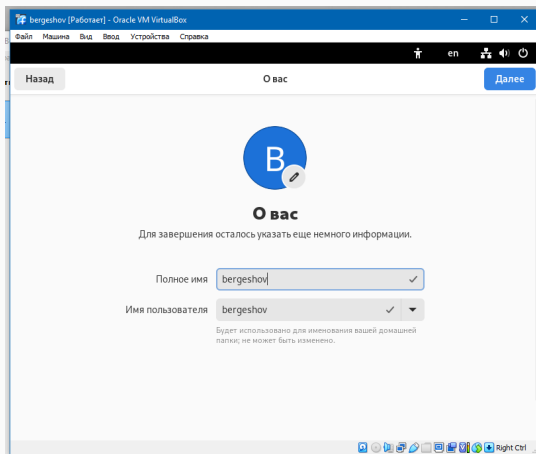 bergeshov [Работает] - Oracle VM VirtualBox
Файл Машина Вид Ввод Устройства Справка
en
Назад О вас Далее
B
О вас
Для завершения осталось указать еще немного информации.
Полное имя bergeshov
Имя пользователя bergeshov
Будет использовано для именования вашей домашней
папки; не может быть изменено.
Right Ctrl